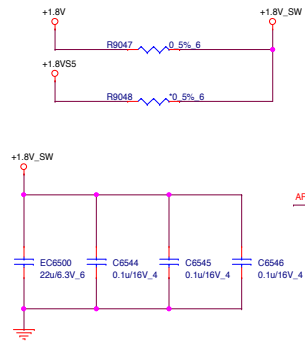 +1.8V +1.8V_SW
R9047 0_5%_6
+1.8VS5
R9048 *0_5%_6
+1.8V_SW
EC6500 C6544 C6545 C6546
22u/6.3V_6 0.1u/16V_4 0.1u/16V_4 0.1u/16V_4